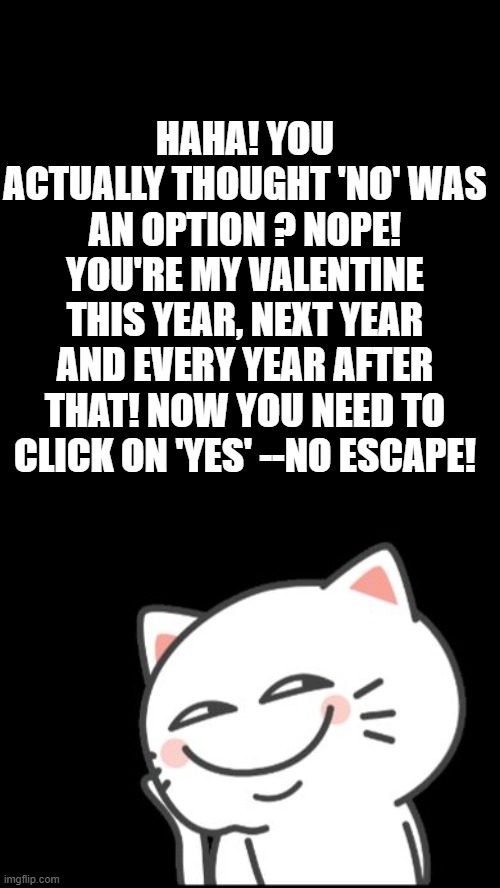 HAHA! YOU
ACTUALLY THOUGHT 'NO' WAS
AN OPTION ? NOPE!
YOU'RE MY VALENTINE
THIS YEAR, NEXT YEAR
AND EVERY YEAR AFTER
THAT! NOW YOU NEED TO
CLICK ON 'YES' --NO ESCAPE!
imgflip.com